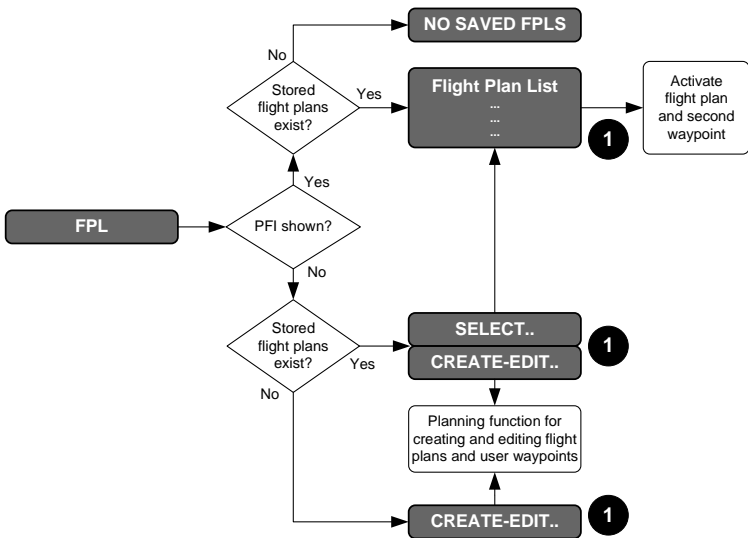 NO SAVED FPLS
No
Stored
flight plans
exist?
Yes
Flight Plan List
...
...
...
1
Activate
flight plan
and second
waypoint
Yes
FPL
PFI shown?
No
Stored
flight plans
exist?
Yes
SELECT..
CREATE-EDIT..
1
No
Planning function for
creating and editing flight
plans and user waypoints
CREATE-EDIT..
1